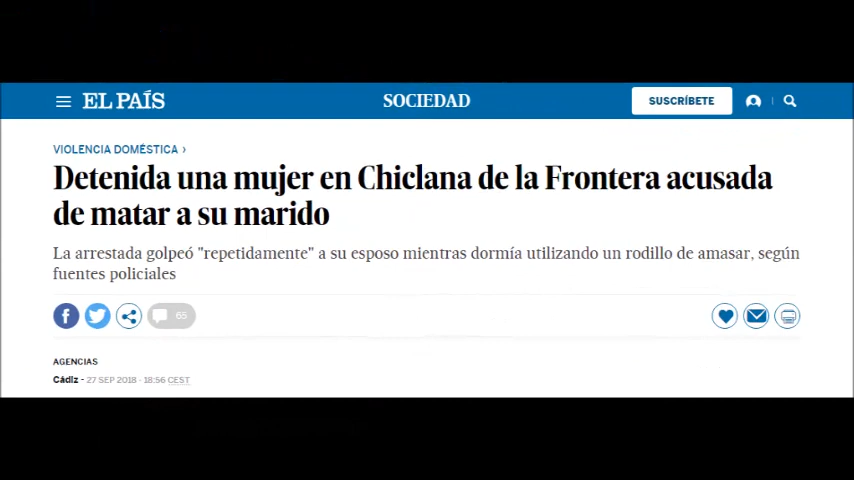 EL PAÍS
SOCIEDAD
SUSCRÍBETE
VIOLENCIA DOMÉSTICA ›
Detenida una mujer en Chiclana de la Frontera acusada
de matar a su marido
La arrestada golpeó "repetidamente" a su esposo mientras dormía utilizando un rodillo de amasar, según
fuentes policiales
65
AGENCIAS
Cádiz - 27 SEP 2018 - 18:56 CEST